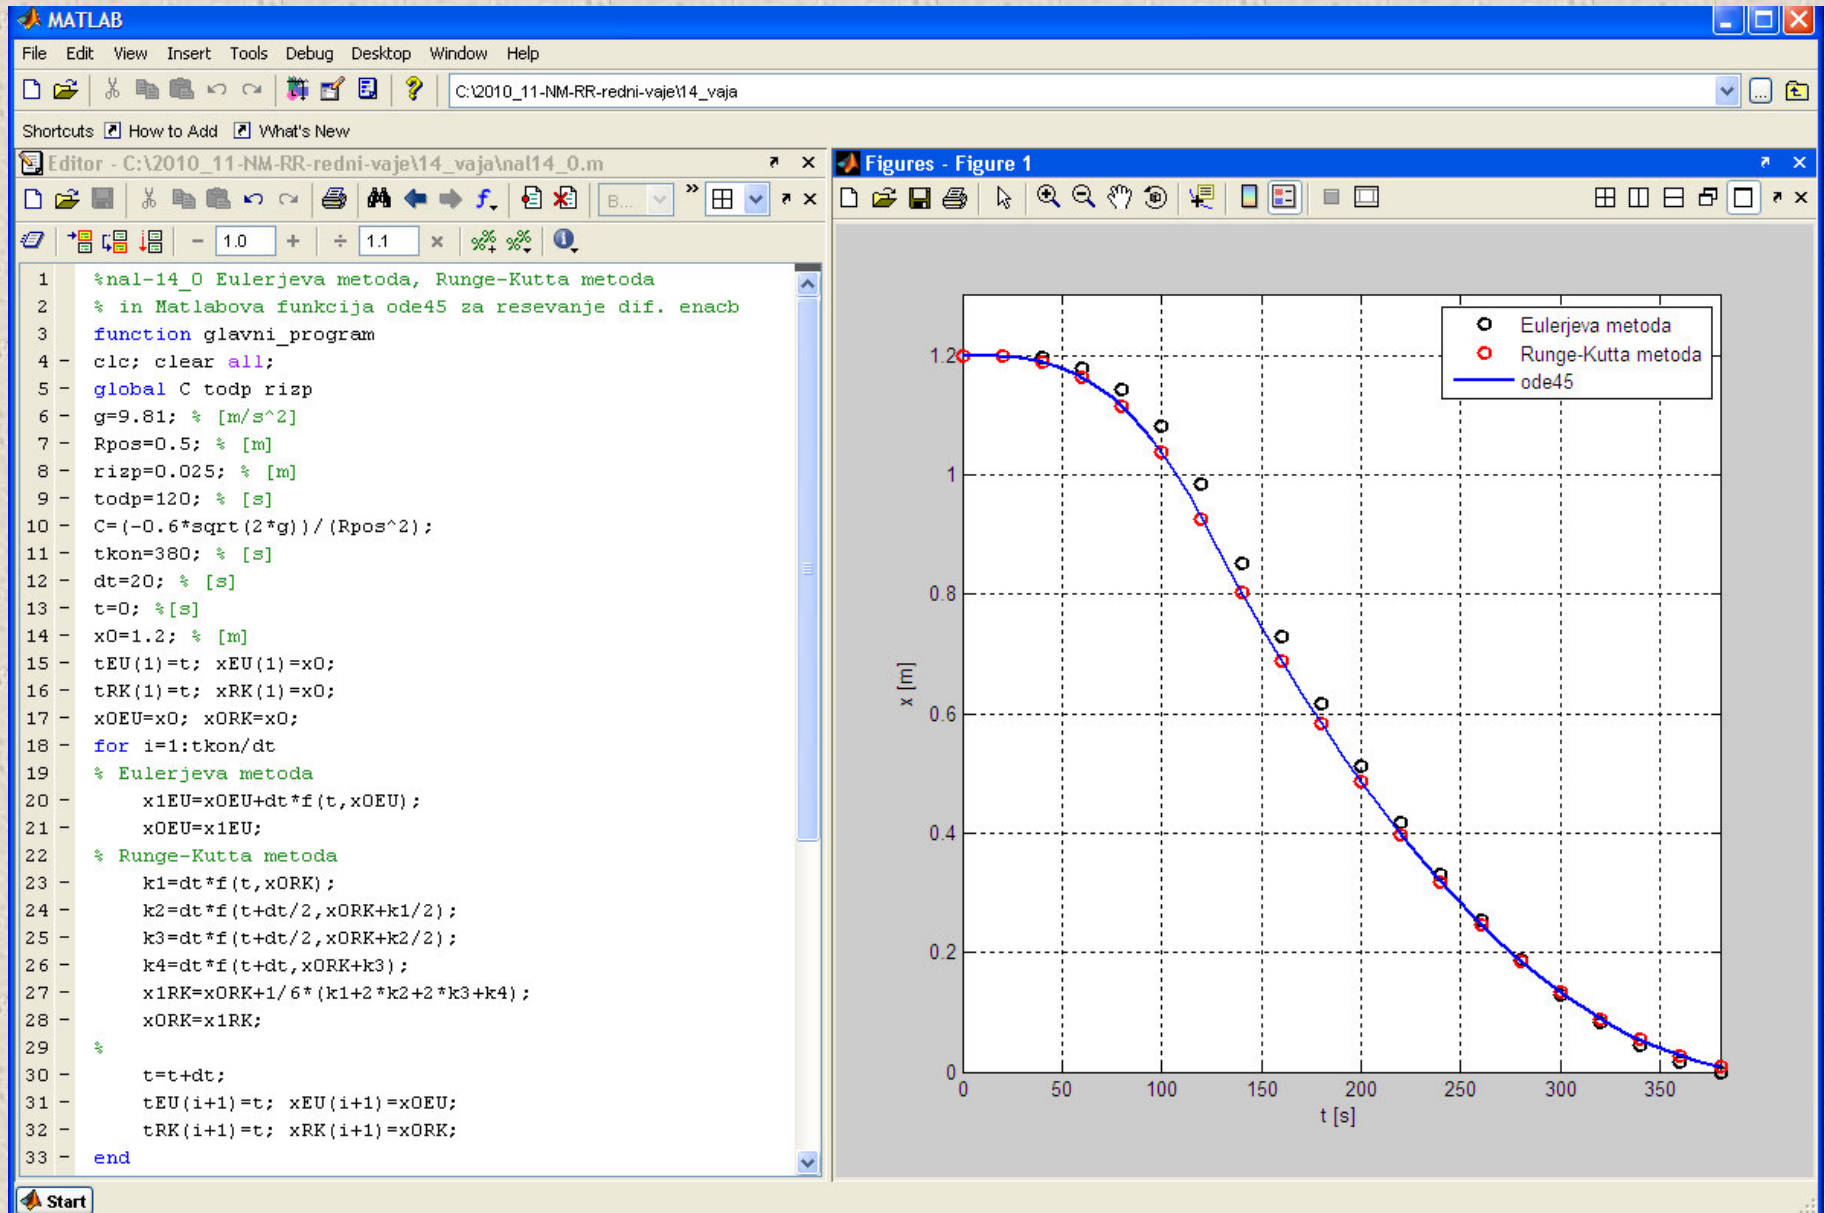 MATLAB
File Edit View Insert Tools Debug Desktop Window Help
C:\2010_11-NM-RR-redni-vaje\14_vaja
Shortcuts How to Add What's New
Editor - C:\2010_11-NM-RR-redni-vaje\14_vaja\nal14_0.m
B...
1.0
1.1
1 %nal-14_0 Eulerjeva metoda, Runge-Kutta metoda
2 % in Matlabova funkcija ode45 za resevanje dif. enacb
3 function glavni_program
4 - clc; clear all;
5 - global C todp rizp
6 - g=9.81; % [m/s^2]
7 - Rpos=0.5; % [m]
8 - rizp=0.025; % [m]
9 - todp=120; % [s]
10 - C=(-0.6*sqrt(2*g))/(Rpos^2);
11 - tkon=380; % [s]
12 - dt=20; % [s]
13 - t=0; %[s]
14 - x0=1.2; % [m]
15 - tEU(1)=t; xEU(1)=x0;
16 - tRK(1)=t; xRK(1)=x0;
17 - x0EU=x0; x0RK=x0;
18 - for i=1:tkon/dt
19 % Eulerjeva metoda
20 - x1EU=x0EU+dt*f(t,x0EU);
21 - x0EU=x1EU;
22 % Runge-Kutta metoda
23 - k1=dt*f(t,x0RK);
24 - k2=dt*f(t+dt/2,x0RK+k1/2);
25 - k3=dt*f(t+dt/2,x0RK+k2/2);
26 - k4=dt*f(t+dt,x0RK+k3);
27 - x1RK=x0RK+1/6*(k1+2*k2+2*k3+k4);
28 - x0RK=x1RK;
29 %
30 - t=t+dt;
31 - tEU(i+1)=t; xEU(i+1)=x0EU;
32 - tRK(i+1)=t; xRK(i+1)=x0RK;
33 - end
Figures - Figure 1
Eulerjeva metoda
Runge-Kutta metoda
ode45
1.2
1
0.8
0.6
0.4
0.2
0
x [m]
0 50 100 150 200 250 300 350
t [s]
Start